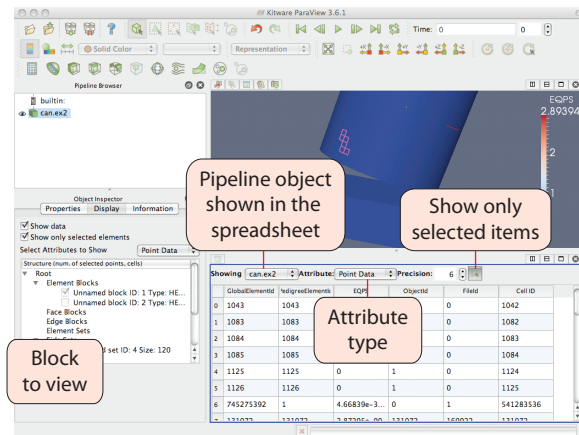 Kitware ParaView 3.6.1
Time: 0
0
Solid Color
Representation
Pipeline Browser
builtin:
can.ex2
EQPS
2.89394
2
1
Pipeline object
shown in the
spreadsheet
Show only
selected items
Object Inspector
Properties Display Information
Show data
Show only selected elements
Select Attributes to Show Point Data
Structure (num. of selected points, cells)
Root
Element Blocks
Unnamed block ID: 1 Type: HE...
Unnamed block ID: 2 Type: HE...
Face Blocks
Edge Blocks
Element Sets
d set ID: 4 Size: 120
Block
to view
Showing can.ex2 Attribute: Point Data Precision: 6
GlobalElementId EQPS ObjectId FileId Cell ID
0 1043 1043 0 1042
1 1083 1083 0 1082
2 1084 1084 0 1083
3 1085 1085 0 1084
4 1125 1125 0 1 0 1124
5 1126 1126 0 1 0 1125
6 745275392 1 4.66839e-3... 0 1 541283536
Attribute
type